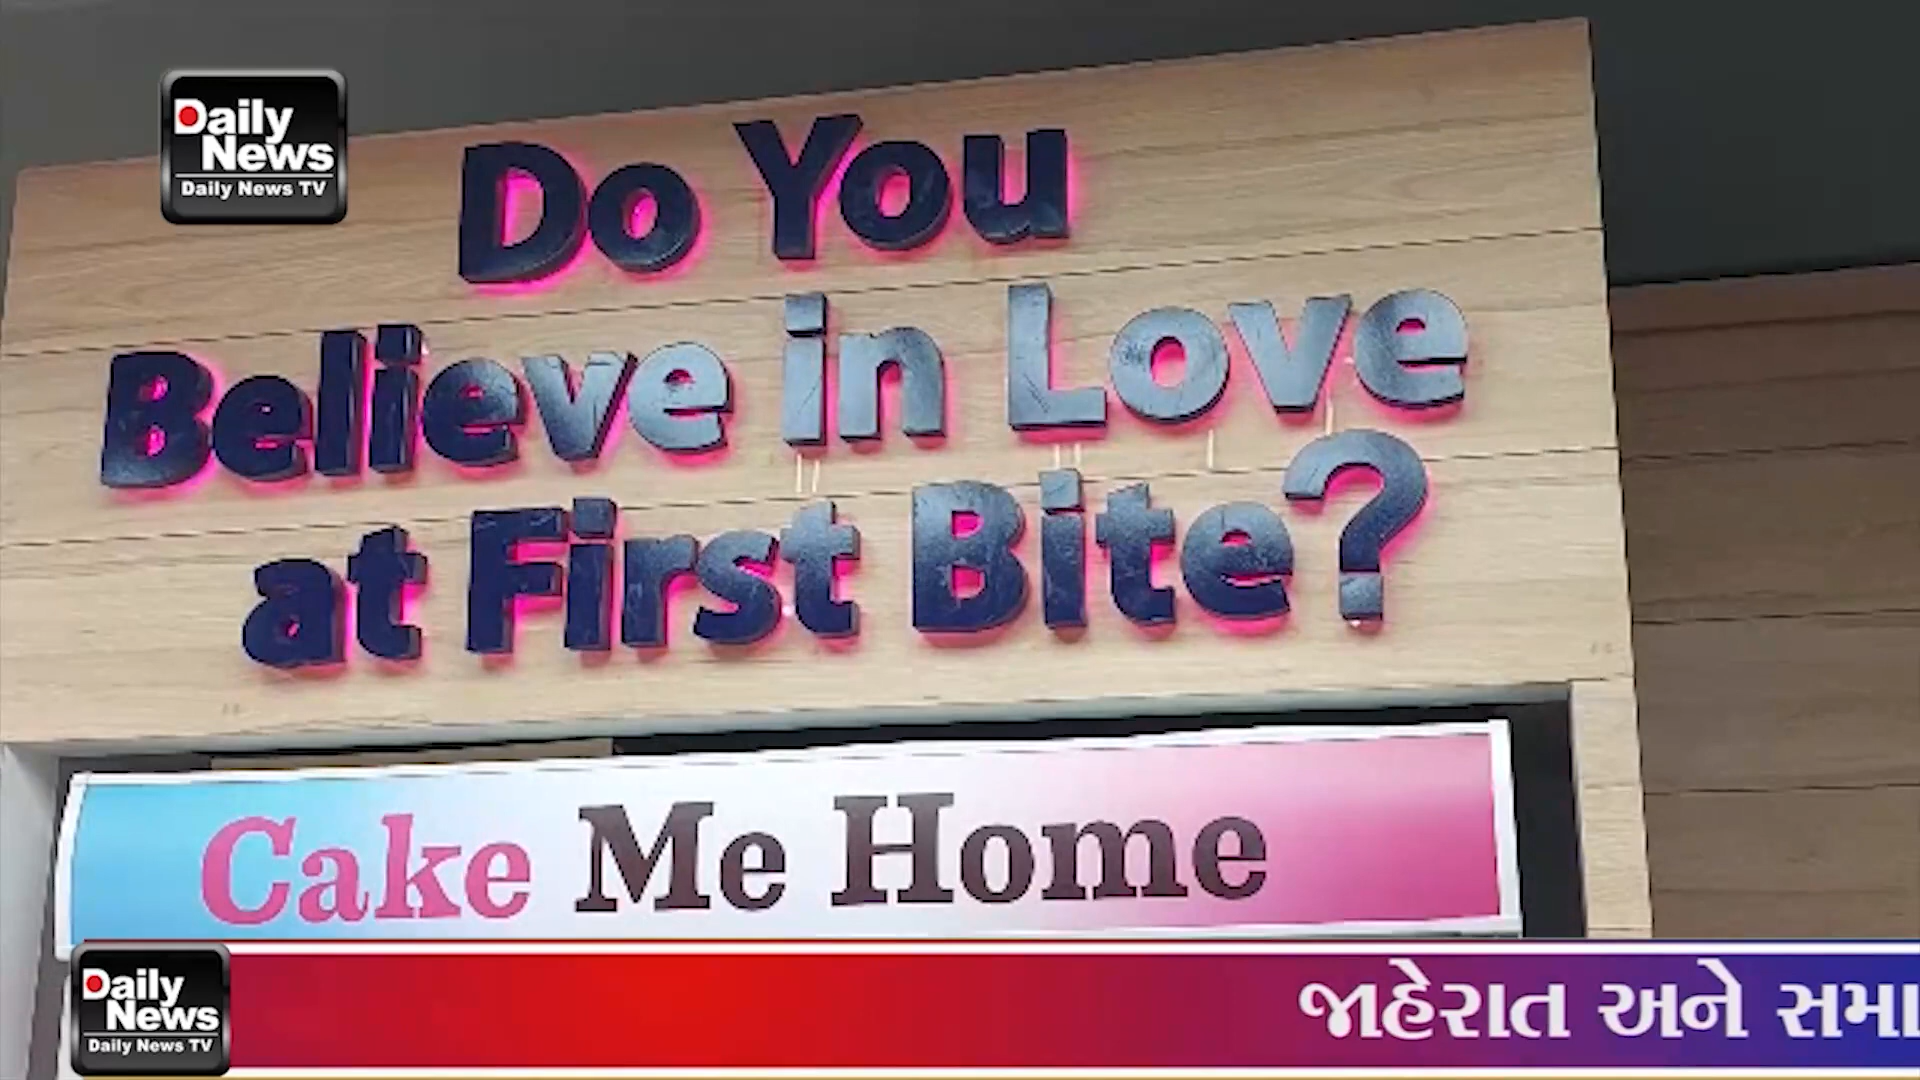 Daily
News
Daily News TV
Do You
Believe in Love
at First Bite?
Cake Me Home
Daily
News
Daily News TV
જાહેરાત અને